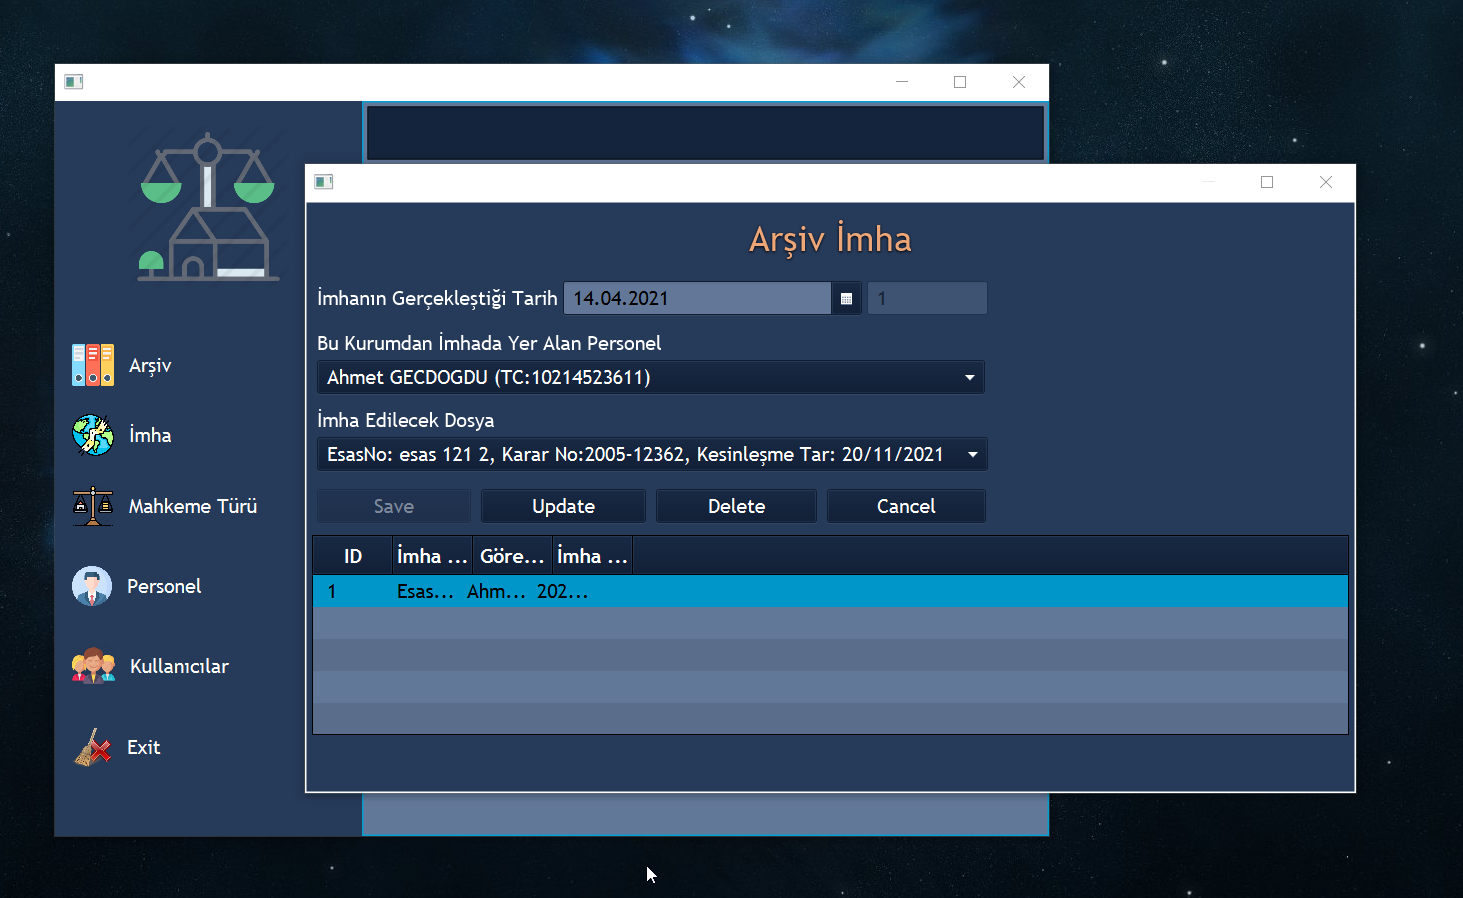 Arşiv
İmha
Mahkeme Türü
Personel
Kullanıcılar
Exit
Arşiv İmha
İmhanın Gerçekleştiği Tarih 14.04.2021 1
Bu Kurumdan İmhada Yer Alan Personel
Ahmet GECDOGDU (TC:10214523611)
İmha Edilecek Dosya
EsasNo: esas 121 2, Karar No:2005-12362, Kesinleşme Tar: 20/11/2021
Save Update Delete Cancel
ID İmha ... Göre... İmha ...
1 Esas... Ahm... 202...